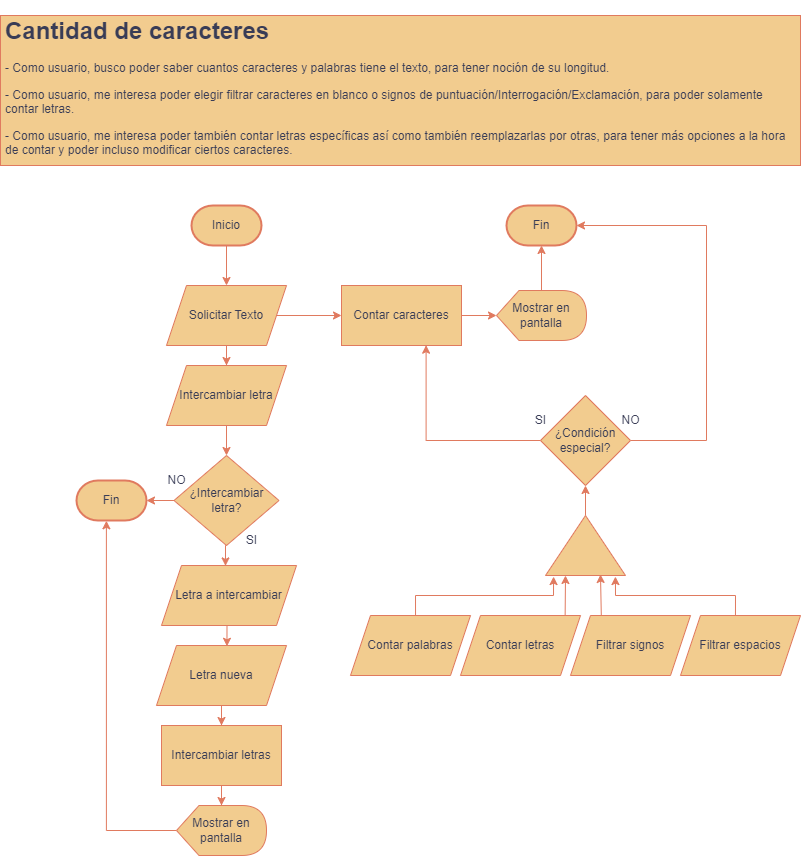 Cantidad de caracteres
- Como usuario, busco poder saber cuantos caracteres y palabras tiene el texto, para tener noción de su longitud.
- Como usuario, me interesa poder elegir filtrar caracteres en blanco o signos de puntuación/Interrogación/Exclamación, para poder solamente
contar letras.
- Como usuario, me interesa poder también contar letras específicas así como también reemplazarlas por otras, para tener más opciones a la hora
de contar y poder incluso modificar ciertos caracteres.
Inicio
Fin
Solicitar Texto
Contar caracteres
Mostrar en
pantalla
Intercambiar letra
SI
NO
¿Condición
especial?
NO
¿Intercambiar
letra?
Fin
SI
Letra a intercambiar
Contar palabras
Contar letras
Filtrar signos
Filtrar espacios
Letra nueva
Intercambiar letras
Mostrar en
pantalla